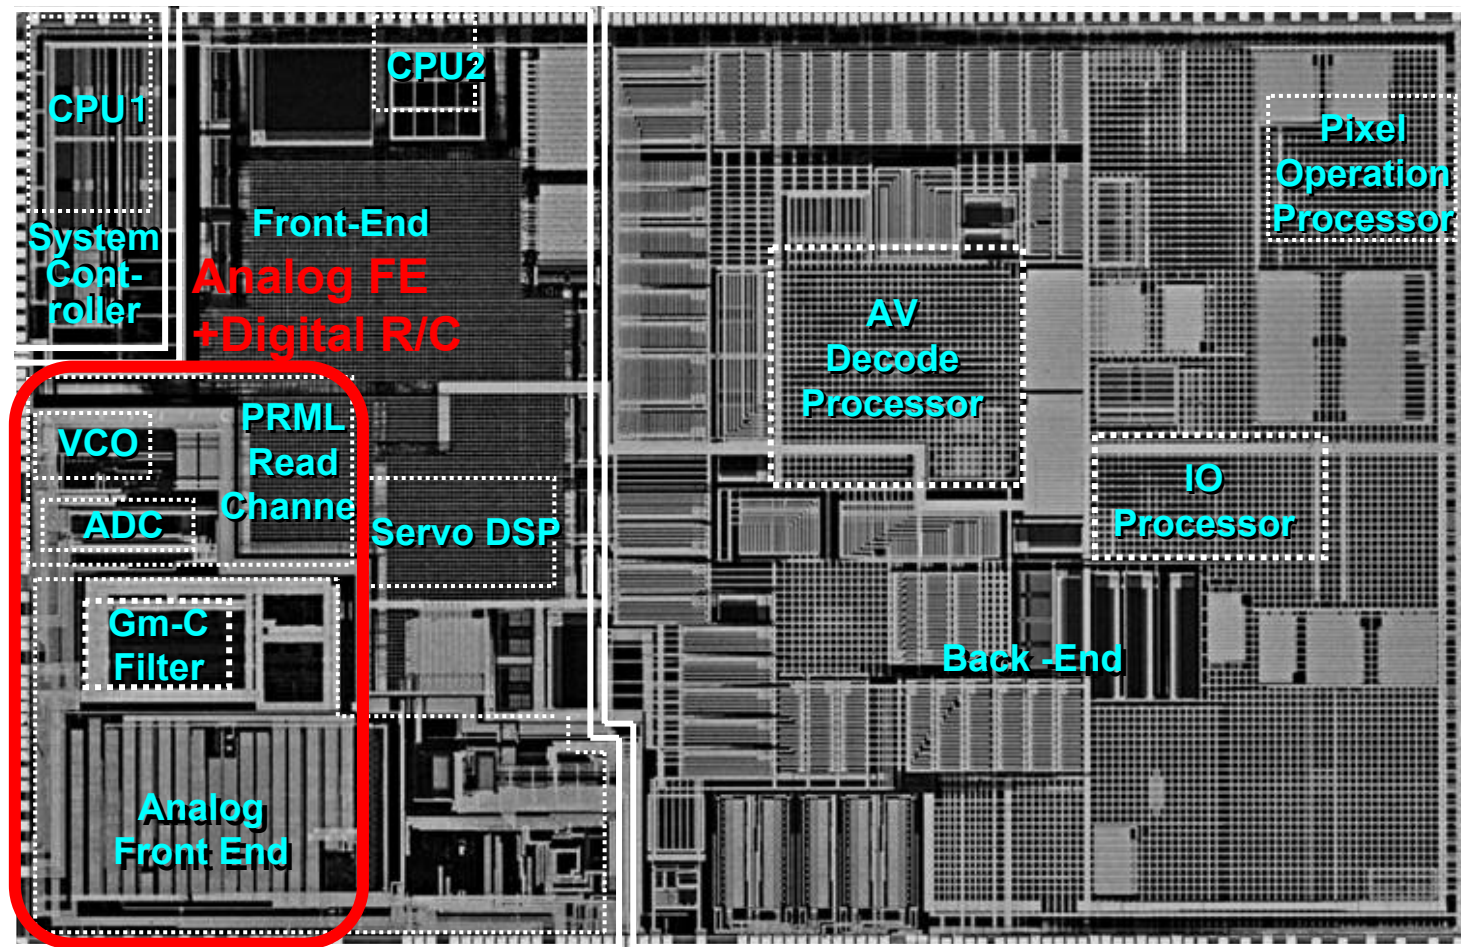 CPU1
System
Cont-
roller
CPU2
Front-End
Analog FE
+Digital R/C
PRML
Read
Channe
VCO
ADC
Servo DSP
Gm-C
Filter
Analog
Front End
AV
Decode
Processor
Pixel
Operation
Processor
IO
Processor
Back -End